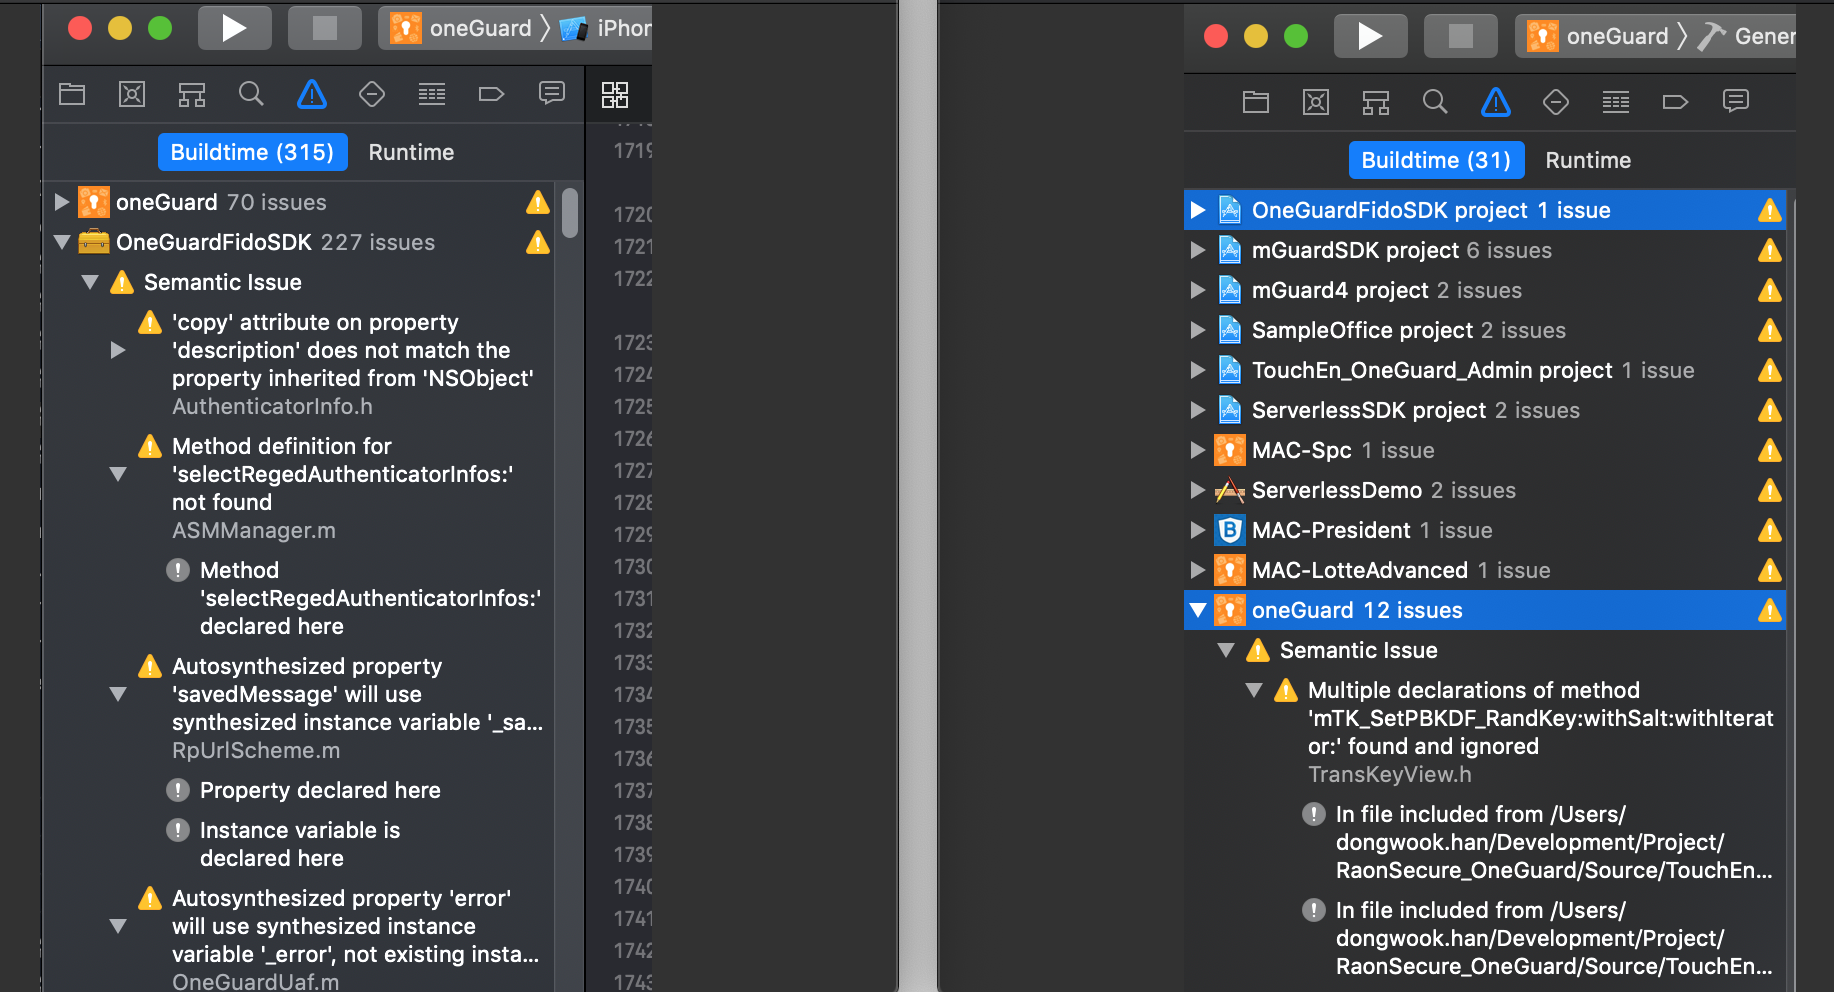 oneGuard
Buildtime (315)
Runtime
oneGuard 70 issues
OneGuardFidoSDK 227 issues
Semantic Issue
'copy' attribute on property
'description' does not match the
property inherited from 'NSObject'
AuthenticatorInfo.h
Method definition for
'selectRegedAuthenticatorInfos:'
not found
ASMManager.m
Method
'selectRegedAuthenticatorInfos:'
declared here
Autosynthesized property
'savedMessage' will use
synthesized instance variable '_sa...
RpUrlScheme.m
Property declared here
Instance variable is
declared here
Autosynthesized property 'error'
will use synthesized instance
variable '_error', not existing insta...
OneGuardUaf.m
1719
1720
1721
1722
1723
1724
1725
1726
1727
1728
1729
1730
1731
1732
1733
1734
1735
1736
1737
1738
1739
1740
1741
1742
1743
oneGuard
Buildtime (31)
Runtime
OneGuardFidoSDK project 1 issue
mGuardSDK project 6 issues
mGuard4 project 2 issues
SampleOffice project 2 issues
TouchEn_OneGuard_Admin project 1 issue
ServerlessSDK project 2 issues
MAC-Spc 1 issue
ServerlessDemo 2 issues
MAC-President 1 issue
MAC-LotteAdvanced 1 issue
oneGuard 12 issues
Semantic Issue
Multiple declarations of method
'mTK_SetPBKDF_RandKey:withSalt:withIterat
or:' found and ignored
TransKeyView.h
In file included from /Users/
dongwook.han/Development/Project/
RaonSecure_OneGuard/Source/TouchEn...
In file included from /Users/
dongwook.han/Development/Project/
RaonSecure_OneGuard/Source/TouchEn...